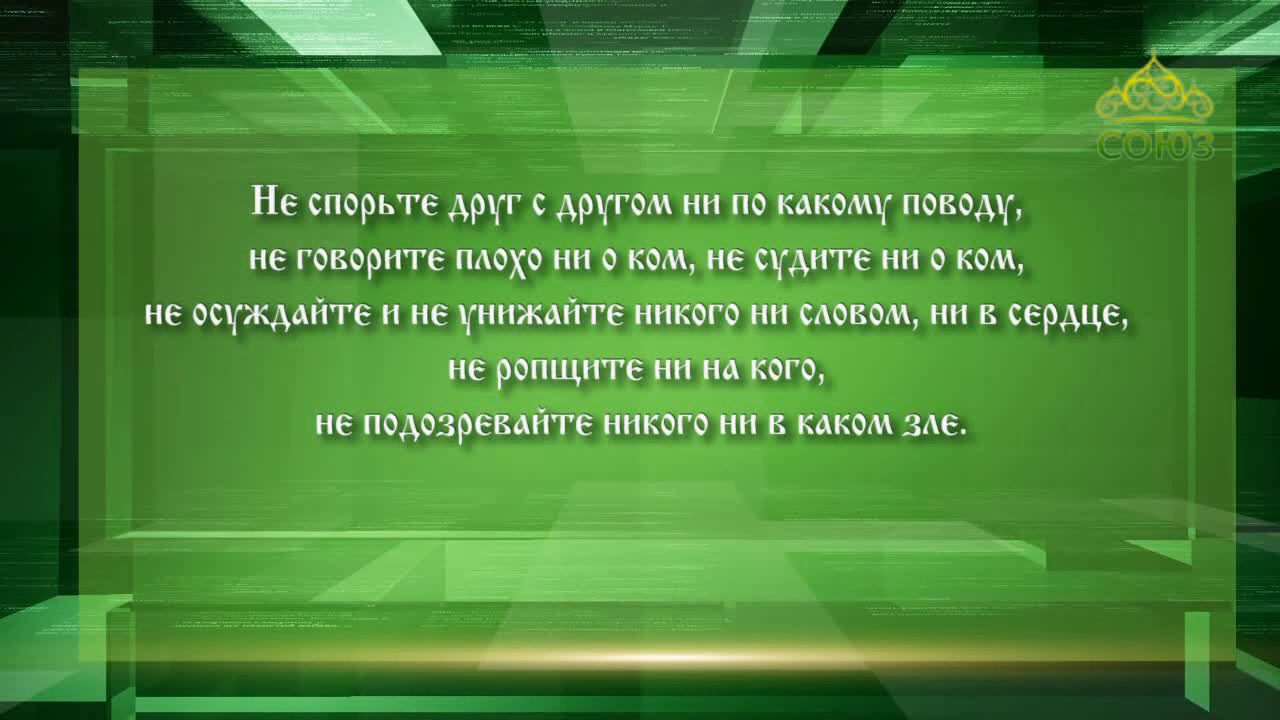 СОЮЗ
Не спорьте друг с другом ни по какому поводу,
не говорите плохо ни о ком, не судите ни о ком,
не осуждайте и не унижайте никого ни словом, ни в сердце,
не ропщите ни на кого,
не подозревайте никого ни в каком зле.